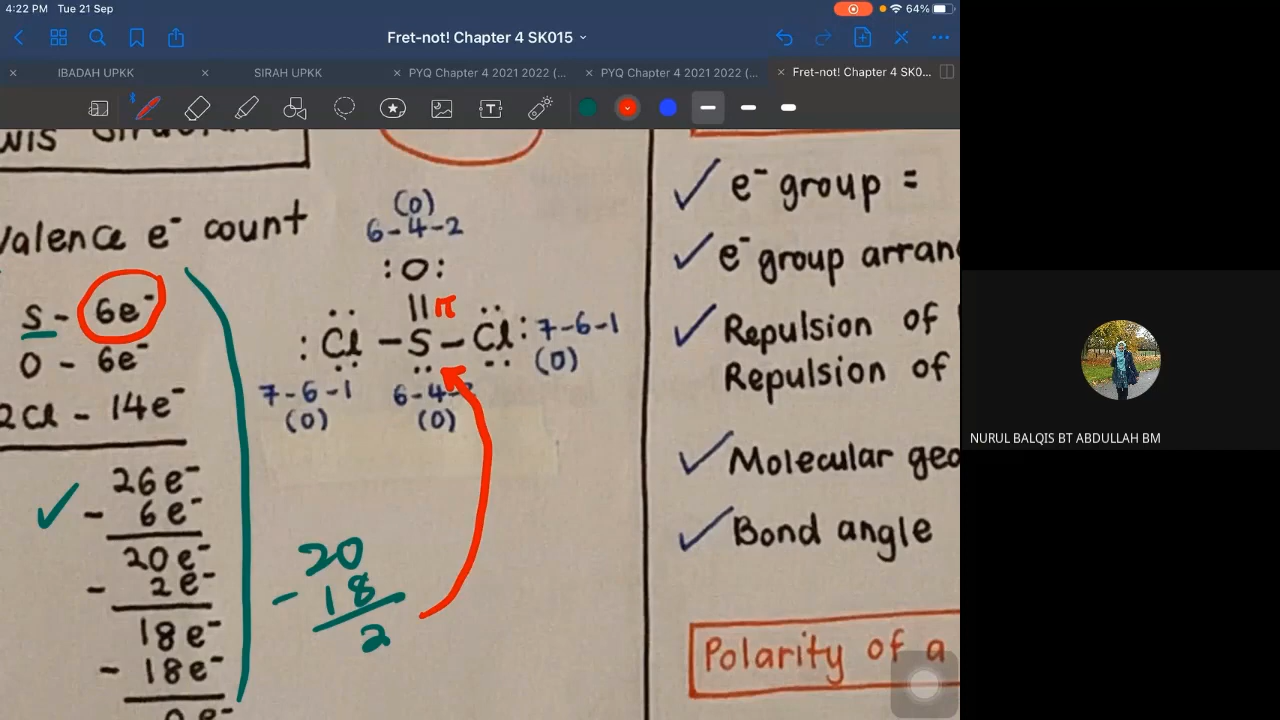 4:22 PM Tue 21 Sep
64%
Fret-not! Chapter 4 SK015
IBADAH UPKK
SIRAH UPKK
PYQ Chapter 4 2021 2022 (...
PYQ Chapter 4 2021 2022 (...
Fret-not! Chapter 4 SK0...
valence e⁻ count
S - 6e⁻
O - 6e⁻
2Cl - 14e⁻
26e⁻
- 6e⁻
20e⁻
- 2e⁻
18e⁻
- 18e⁻
0e⁻
(0)
6-4-2
:O:
|| π
:Cl - S - Cl:
7-6-1
(0)
7-6-1
(0)
6-4-
(0)
20
- 18
2
✓ e⁻ group =
✓ e⁻ group arran
✓ Repulsion of
Repulsion of
✓ Molecular geo
✓ Bond angle
Polarity of a
NURUL BALQIS BT ABDULLAH BM